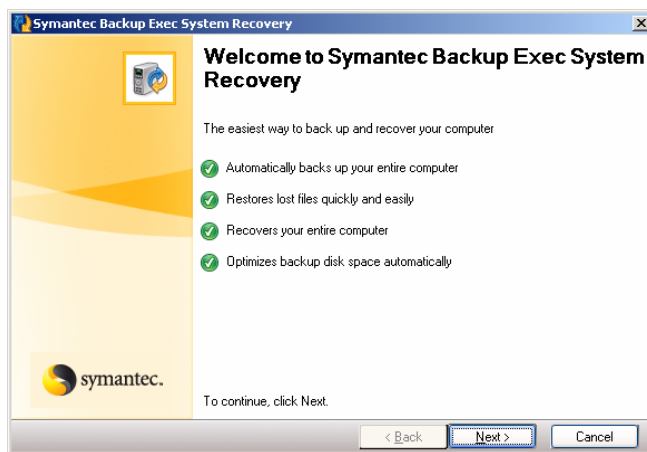 Symantec Backup Exec System Recovery
Welcome to Symantec Backup Exec System
Recovery
The easiest way to back up and recover your computer
Automatically backs up your entire computer
Restores lost files quickly and easily
Recovers your entire computer
Optimizes backup disk space automatically
symantec.
To continue, click Next.
< Back
Next >
Cancel